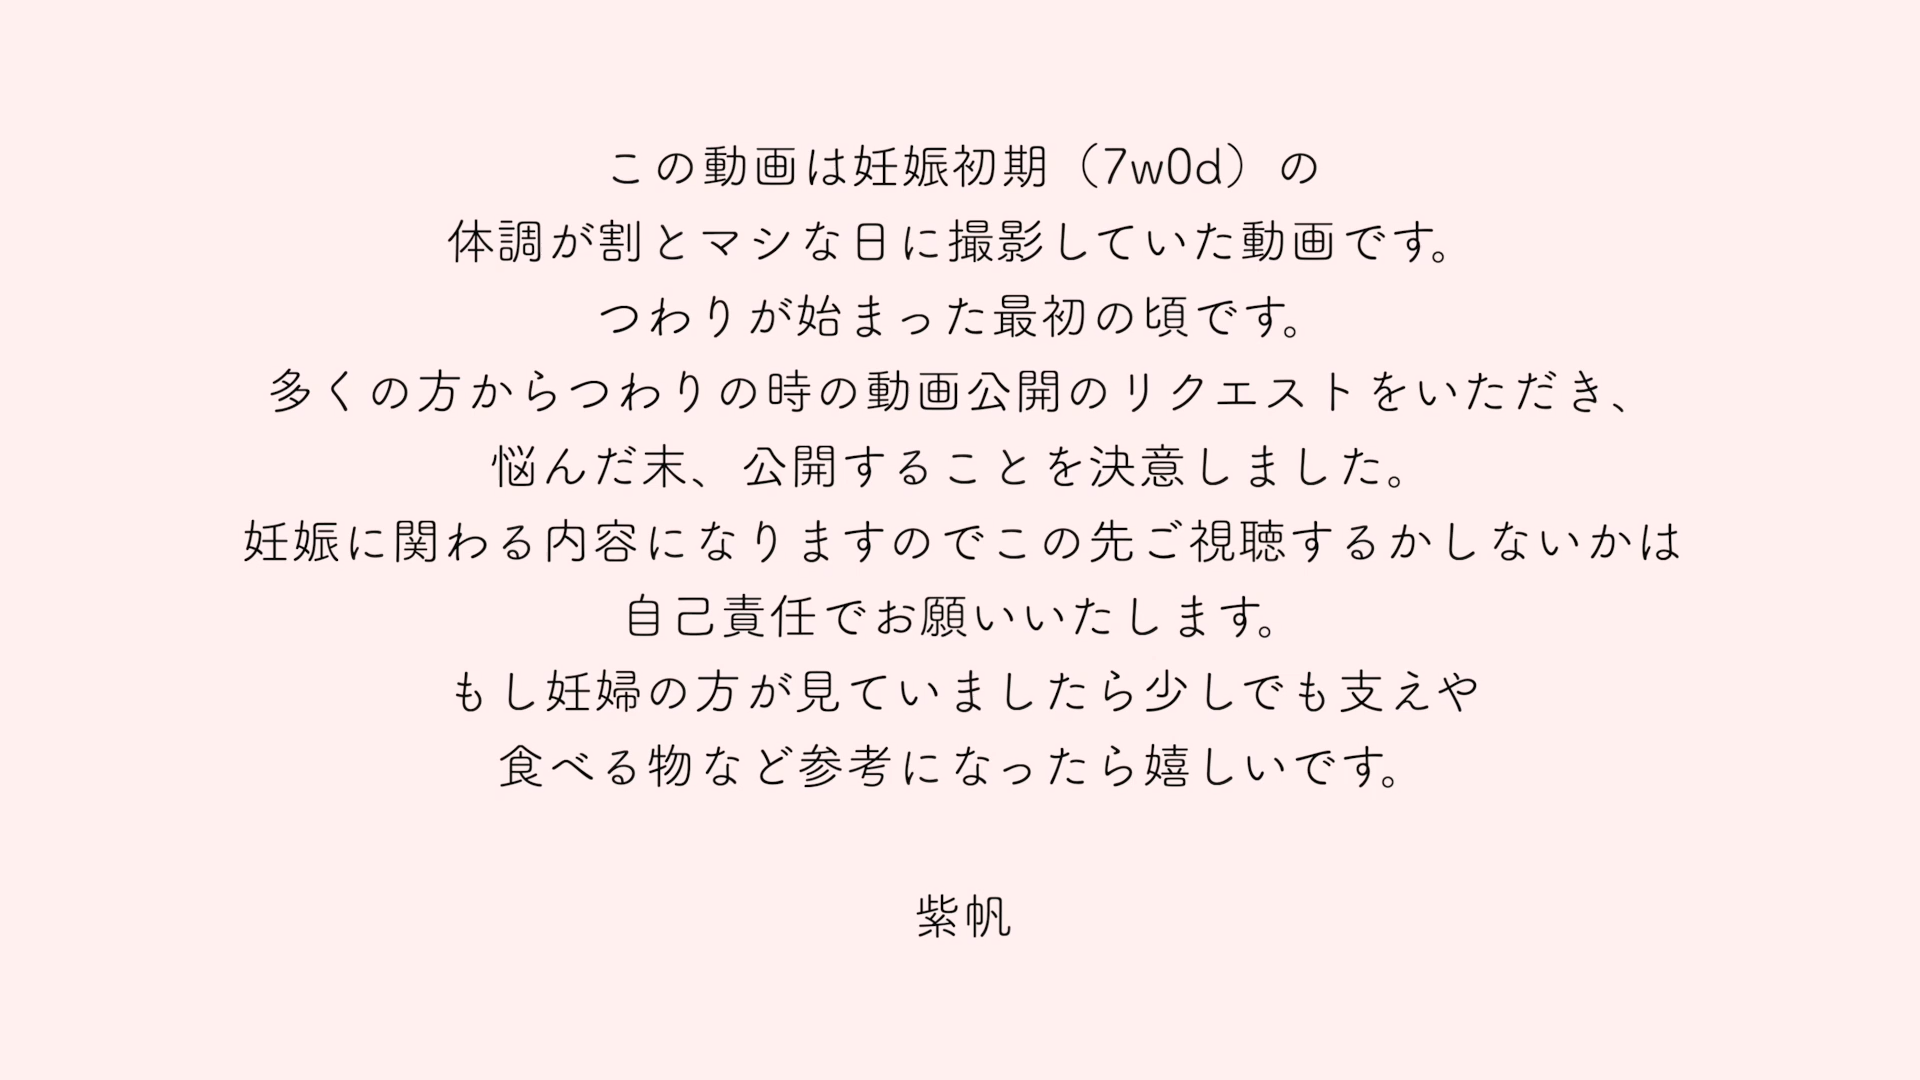 この動画は妊娠初期（7w0d）の
体調が割とマシな日に撮影していた動画です。
つわりが始まった最初の頃です。
多くの方からつわりの時の動画公開のリクエストをいただき、
悩んだ末、公開することを決意しました。
妊娠に関わる内容になりますのでこの先ご視聴するかしないかは
自己責任でお願いいたします。
もし妊婦の方が見ていましたら少しでも支えや
食べる物など参考になったら嬉しいです。
紫帆